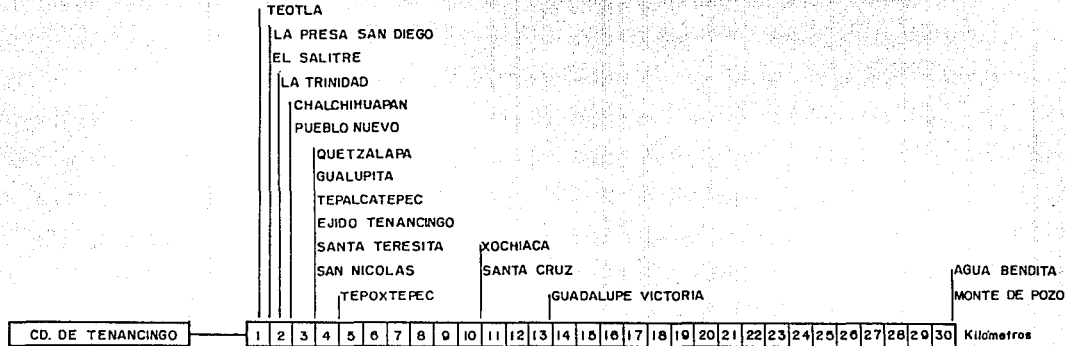 TEOTLA
LA PRESA SAN DIEGO
EL SALITRE
LA TRINIDAD
CHALCHIHUAPAN
PUEBLO NUEVO
QUETZALAPA
GUALUPITA
TEPALCATEPEC
EJIDO TENANCINGO
SANTA TERESITA XOCHIACA
SAN NICOLAS SANTA CRUZ AGUA BENDITA
TEPOXTEPEC GUADALUPE VICTORIA MONTE DE POZO
CD. DE TENANCINGO 1 2 3 4 5 6 7 8 9 10 11 12 13 14 15 16 17 18 19 20 21 22 23 24 25 26 27 28 29 30 Kilómetros